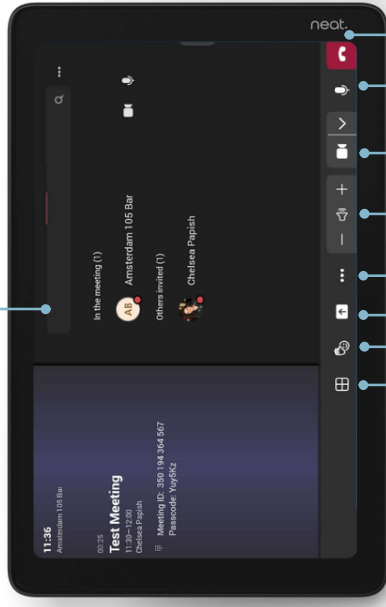 neat.
11:36
Amsterdam 105 Bar
00:25
Test Meeting
11:30–12:00
Chelsea Papish
Meeting ID: 350 194 364 567
Passcode: Yuy5Kz
In the meeting (1)
AB
Amsterdam 105 Bar
Others invited (1)
Chelsea Papish